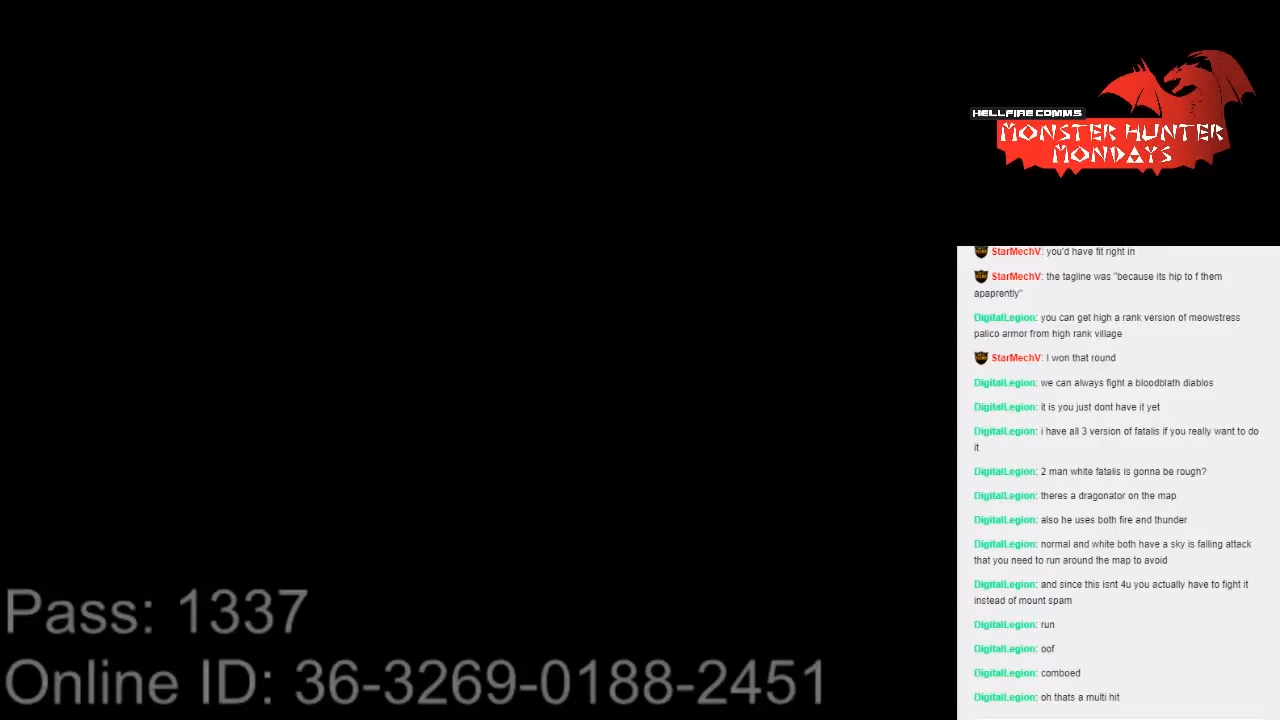 HELLFIRE COMMS
MONSTER HUNTER
MONDAYS
StarMechV: you'd have fit right in
StarMechV: the tagline was "because its hip to f them
apaprently"
DigitalLegion: you can get high a rank version of meowstress
palico armor from high rank village
StarMechV: I won that round
DigitalLegion: we can always fight a bloodblath diablos
DigitalLegion: it is you just dont have it yet
DigitalLegion: i have all 3 version of fatalis if you really want to do
it
DigitalLegion: 2 man white fatalis is gonna be rough?
DigitalLegion: theres a dragonator on the map
DigitalLegion: also he uses both fire and thunder
DigitalLegion: normal and white both have a sky is falling attack
that you need to run around the map to avoid
DigitalLegion: and since this isnt 4u you actually have to fight it
instead of mount spam
DigitalLegion: run
DigitalLegion: oof
DigitalLegion: comboed
DigitalLegion: oh thats a multi hit
Pass: 1337
Online ID: 36-3269-0188-2451